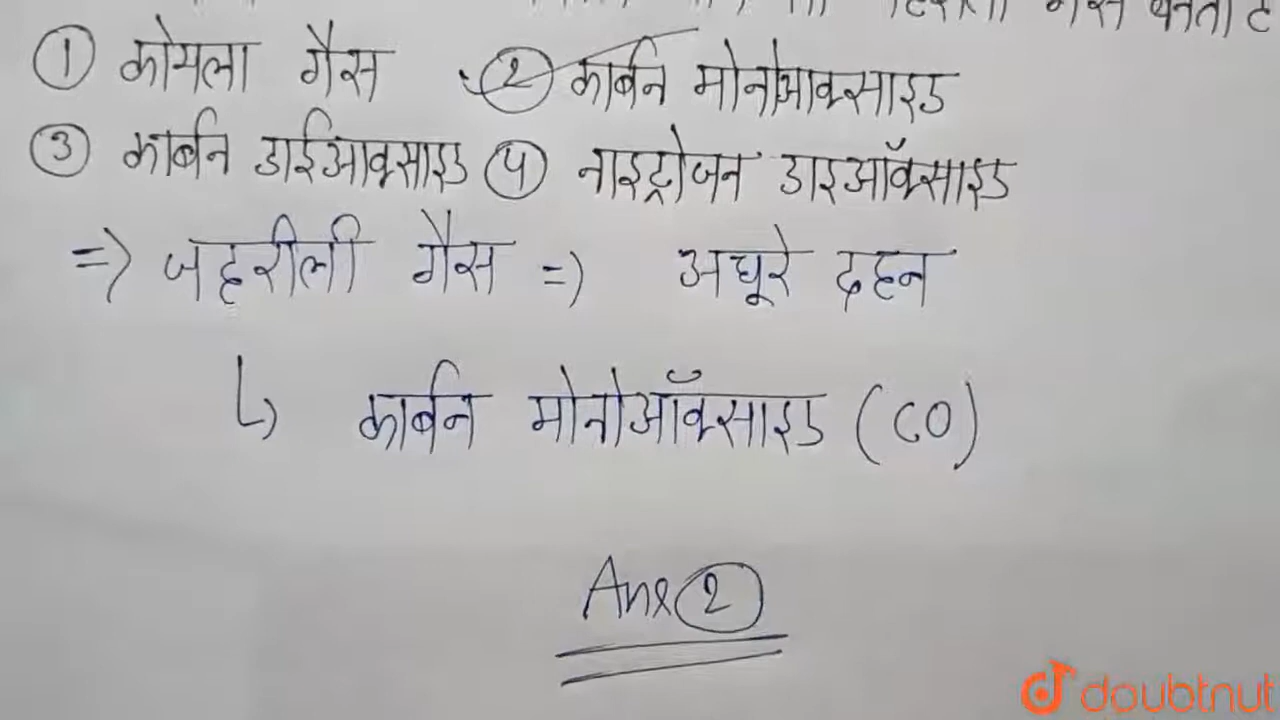 गैस बनती है
① कोयला गैस ② कार्बन मोनोआक्साइड
③ कार्बन डाईआक्साइड ④ नाइट्रोजन डाइऑक्साइड
=> जहरीली गैस => अधूरे दहन
↳ कार्बन मोनोऑक्साइड (CO)
Ans ②
doubtnut